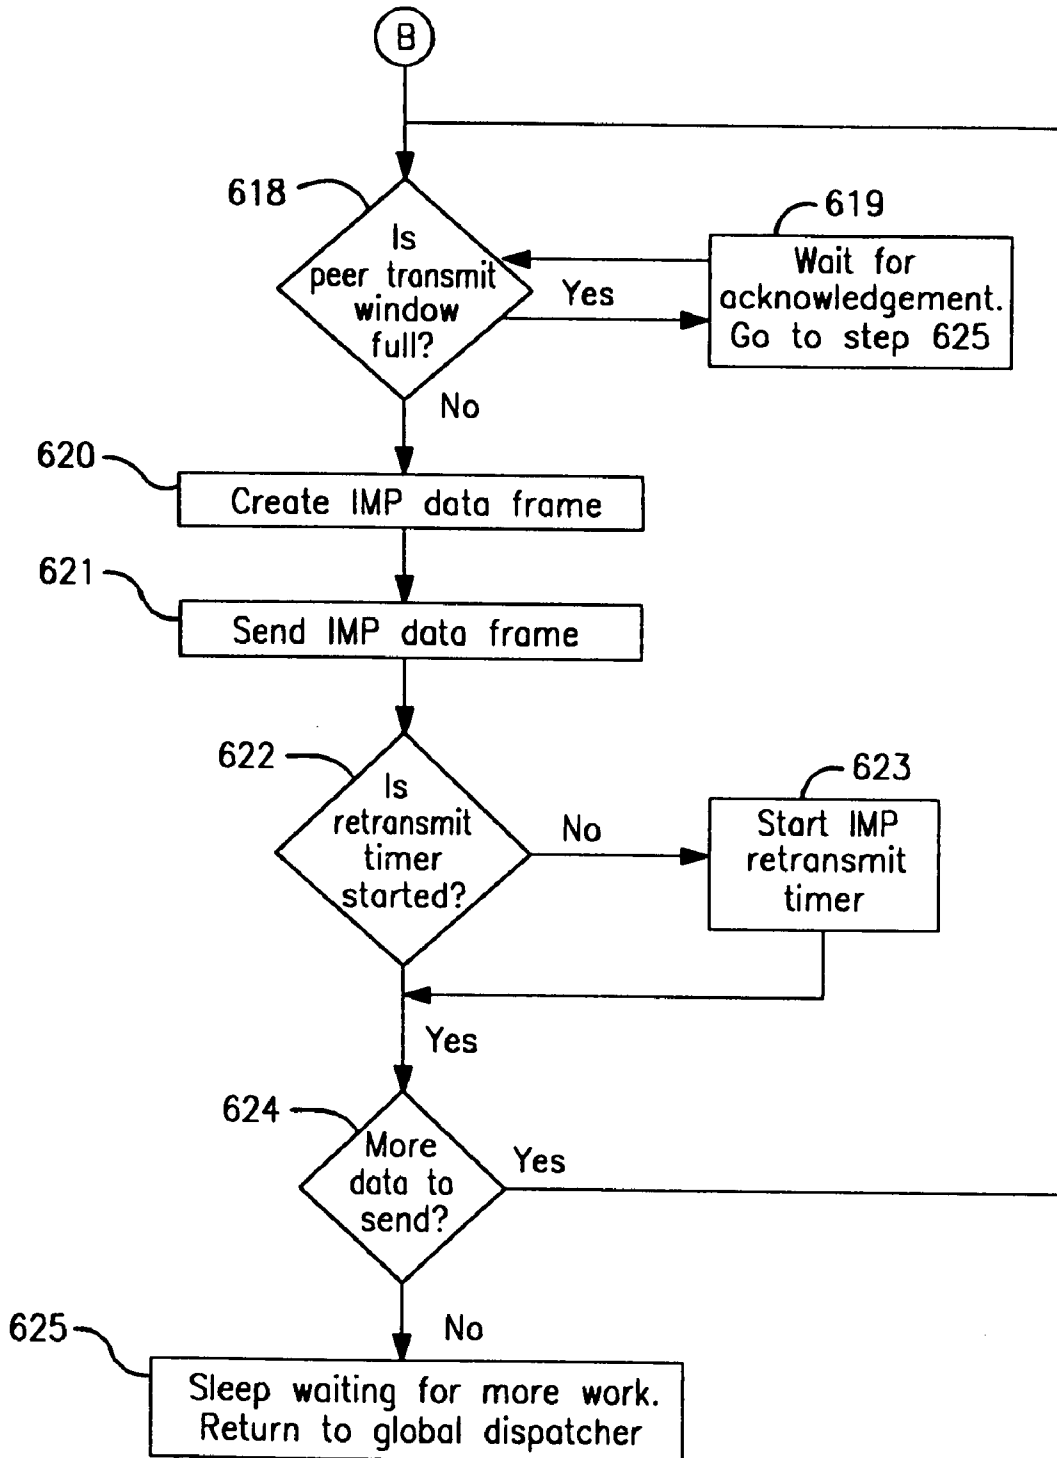 B
618
Is
peer transmit
window
full?
Yes
619
Wait for
acknowledgement.
Go to step 625
No
620
Create IMP data frame
621
Send IMP data frame
622
Is
retransmit
timer
started?
No
623
Start IMP
retransmit
timer
Yes
624
More
data to
send?
Yes
No
625
Sleep waiting for more work.
Return to global dispatcher